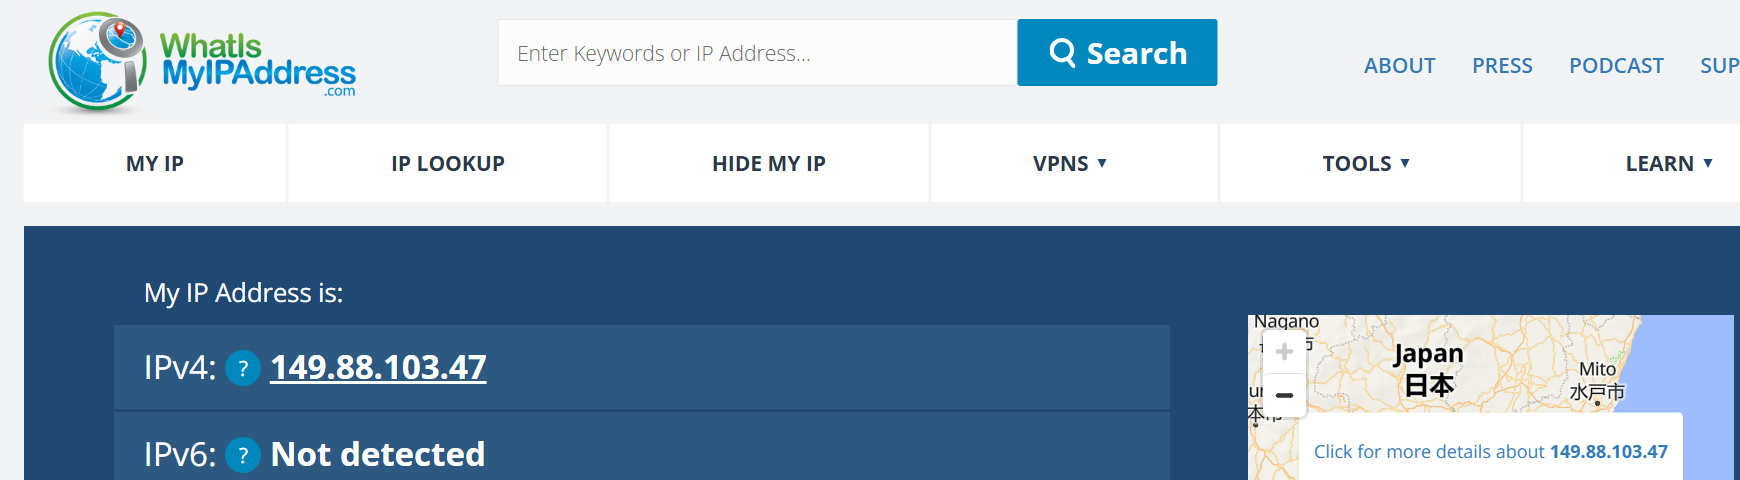 WhatIs
MyIPAddress
.com
Enter Keywords or IP Address...
Search
ABOUT PRESS PODCAST SUP
MY IP IP LOOKUP HIDE MY IP VPNS ▼ TOOLS ▼ LEARN ▼
My IP Address is:
IPv4: ? 149.88.103.47
IPv6: ? Not detected
Nagano
Japan
日本
Mito
水戸市
本市
Click for more details about 149.88.103.47